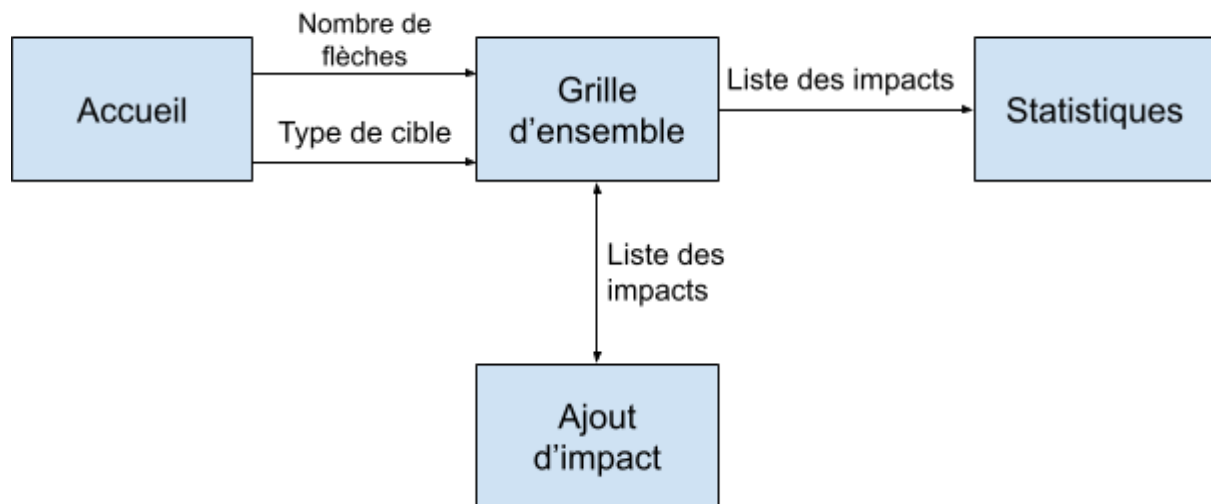 Nombre de
flèches
Accueil
Type de cible
Grille
d'ensemble
Liste des impacts
Statistiques
Liste des
impacts
Ajout
d'impact